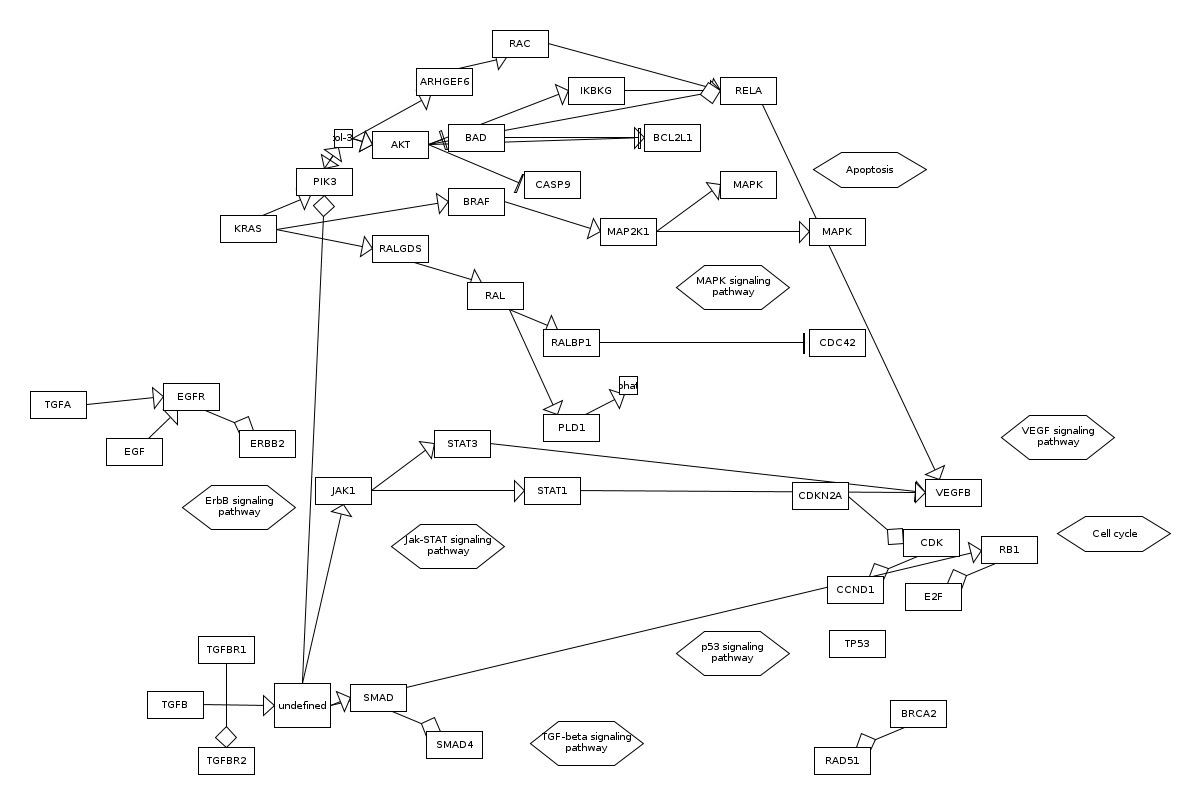 RAC
ARHGEF6
IKBKG
RELA
ol-3
AKT
BAD
BCL2L1
Apoptosis
PIK3
CASP9
MAPK
BRAF
KRAS
MAP2K1
MAPK
RALGDS
MAPK signaling
pathway
RAL
RALBP1
CDC42
phat
TGFA
EGFR
PLD1
EGF
ERBB2
STAT3
VEGF signaling
pathway
JAK1
STAT1
CDKN2A
VEGFB
ErbB signaling
pathway
Jak-STAT signaling
pathway
CDK
RB1
Cell cycle
CCND1
E2F
TGFBR1
p53 signaling
pathway
TP53
TGFB
undefined
SMAD
BRCA2
SMAD4
TGF-beta signaling
pathway
TGFBR2
RAD51